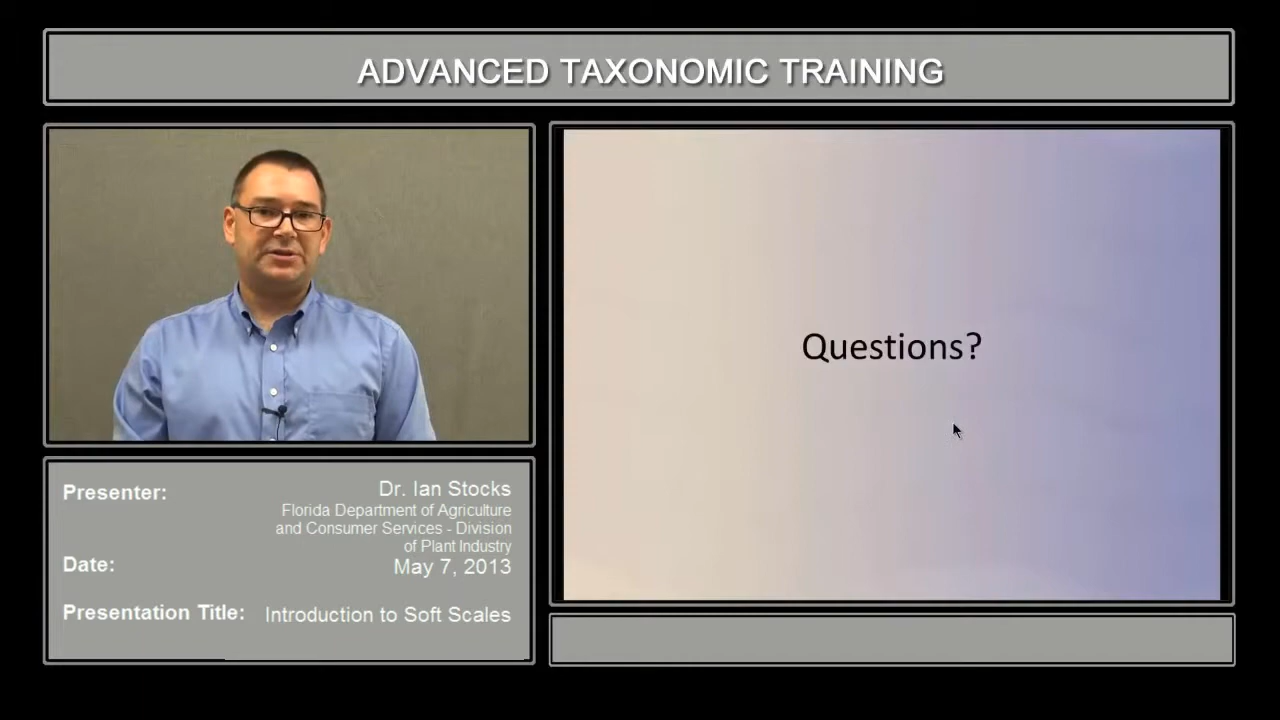 ADVANCED TAXONOMIC TRAINING
Questions?
Presenter: Dr. Ian Stocks
Florida Department of Agriculture
and Consumer Services - Division
of Plant Industry
Date: May 7, 2013
Presentation Title: Introduction to Soft Scales